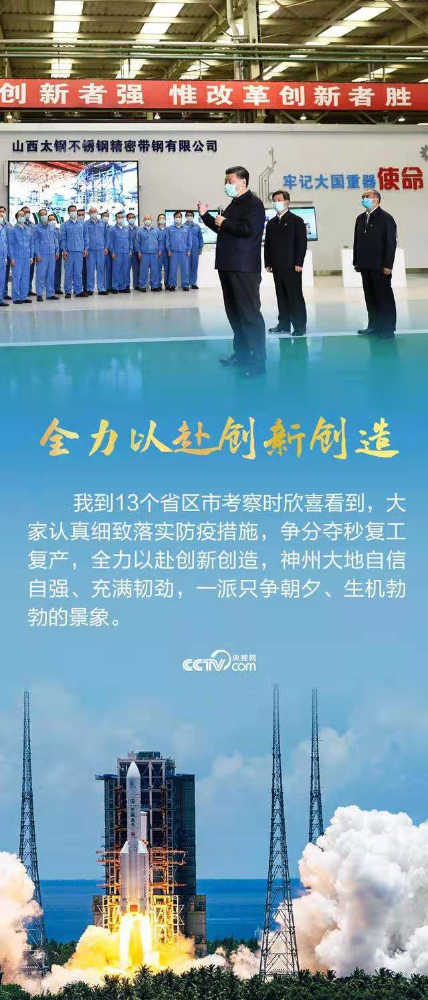 创新者强 惟改革创新者胜
山西太钢不锈钢精密带钢有限公司
牢记大国重器使命
全力以赴创新创造
我到13个省区市考察时欣喜看到，大
家认真细致落实防疫措施，争分夺秒复工
复产，全力以赴创新创造，神州大地自信
自强、充满韧劲，一派只争朝夕、生机勃
勃的景象。
CCTV央视网
com
中国航天